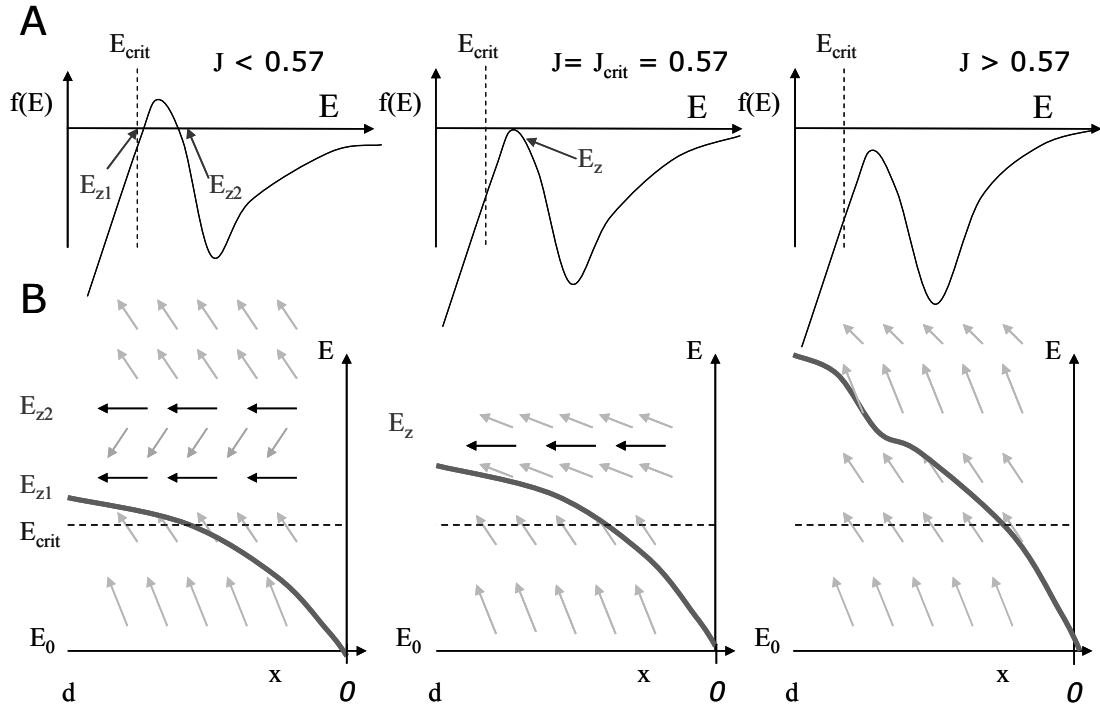 A
E_crit
J < 0.57
f(E)
E
E_z1
E_z2
E_crit
J= J_crit = 0.57
f(E)
E
E_z
E_crit
J > 0.57
f(E)
E
B
E
E_z2
E_z1
E_crit
E_0
x
d
0
E
E_z
E_0
x
d
0
E
E_0
x
d
0